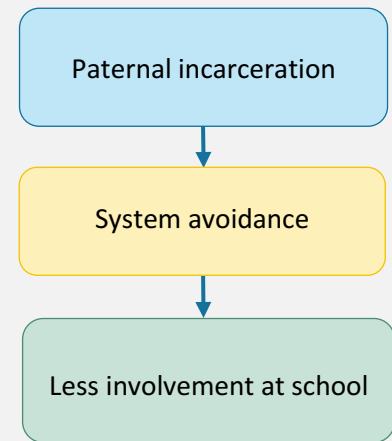 Paternal incarceration
System avoidance
Less involvement at school